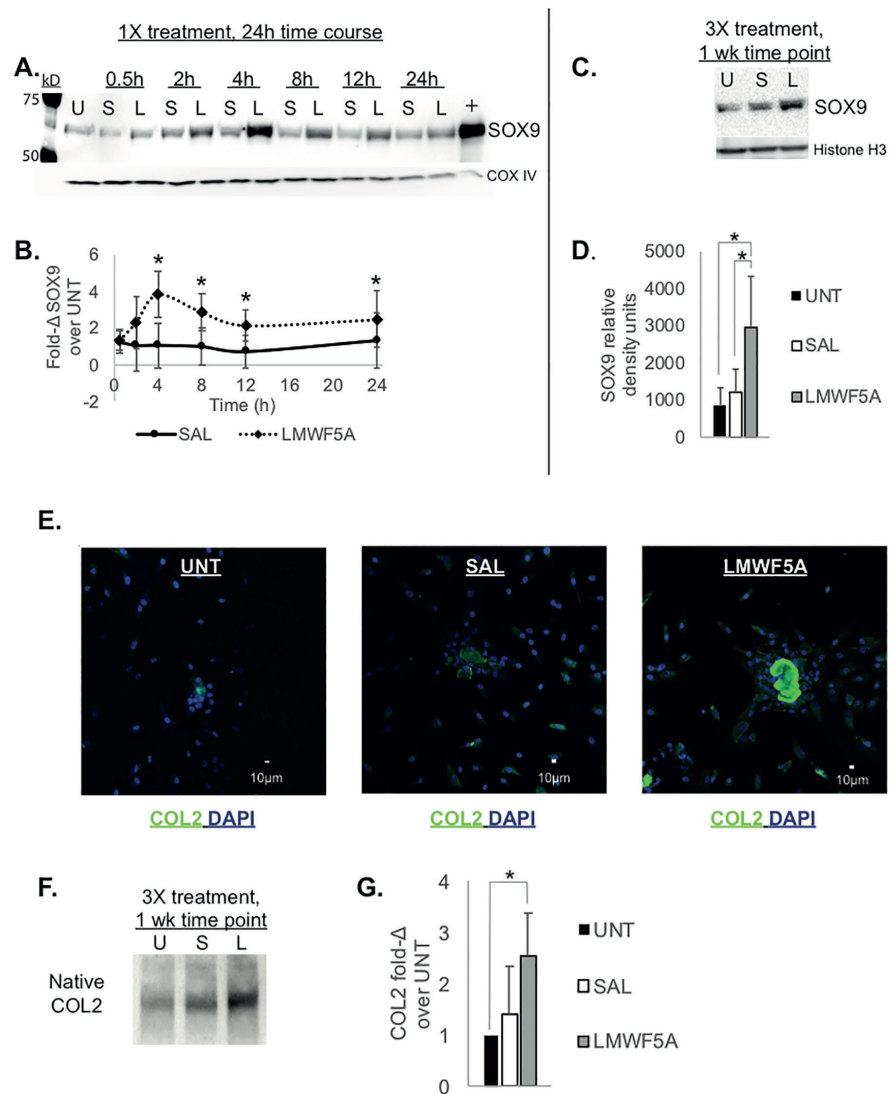 1X treatment, 24h time course
A.
kD
0.5h 2h 4h 8h 12h 24h
75
U S L S L S L S L S L S L +
SOX9
50
COX IV
B.
Fold-Δ SOX9
over UNT
6
4
2
0
-2
* * * *
0 4 8 12 16 20 24
Time (h)
SAL LMWF5A
C.
3X treatment,
1 wk time point
U S L
SOX9
Histone H3
D.
SOX9 relative
density units
5000
4000
3000
2000
1000
0
*
*
UNT
SAL
LMWF5A
E.
UNT SAL LMWF5A
10µm 10µm 10µm
COL2 DAPI COL2 DAPI COL2 DAPI
F.
3X treatment,
1 wk time point
U S L
Native
COL2
G.
COL2 fold-Δ
over UNT
4
3
2
1
0
*
UNT
SAL
LMWF5A